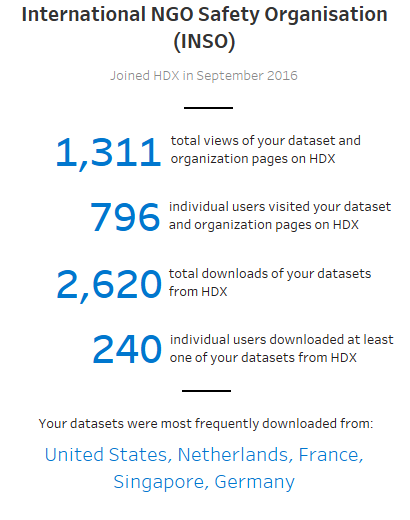 International NGO Safety Organisation
(INSO)
Joined HDX in September 2016
1,311 total views of your dataset and
organization pages on HDX
796 individual users visited your dataset
and organization pages on HDX
2,620 total downloads of your datasets
from HDX
240 individual users downloaded at least
one of your datasets from HDX
Your datasets were most frequently downloaded from:
United States, Netherlands, France,
Singapore, Germany